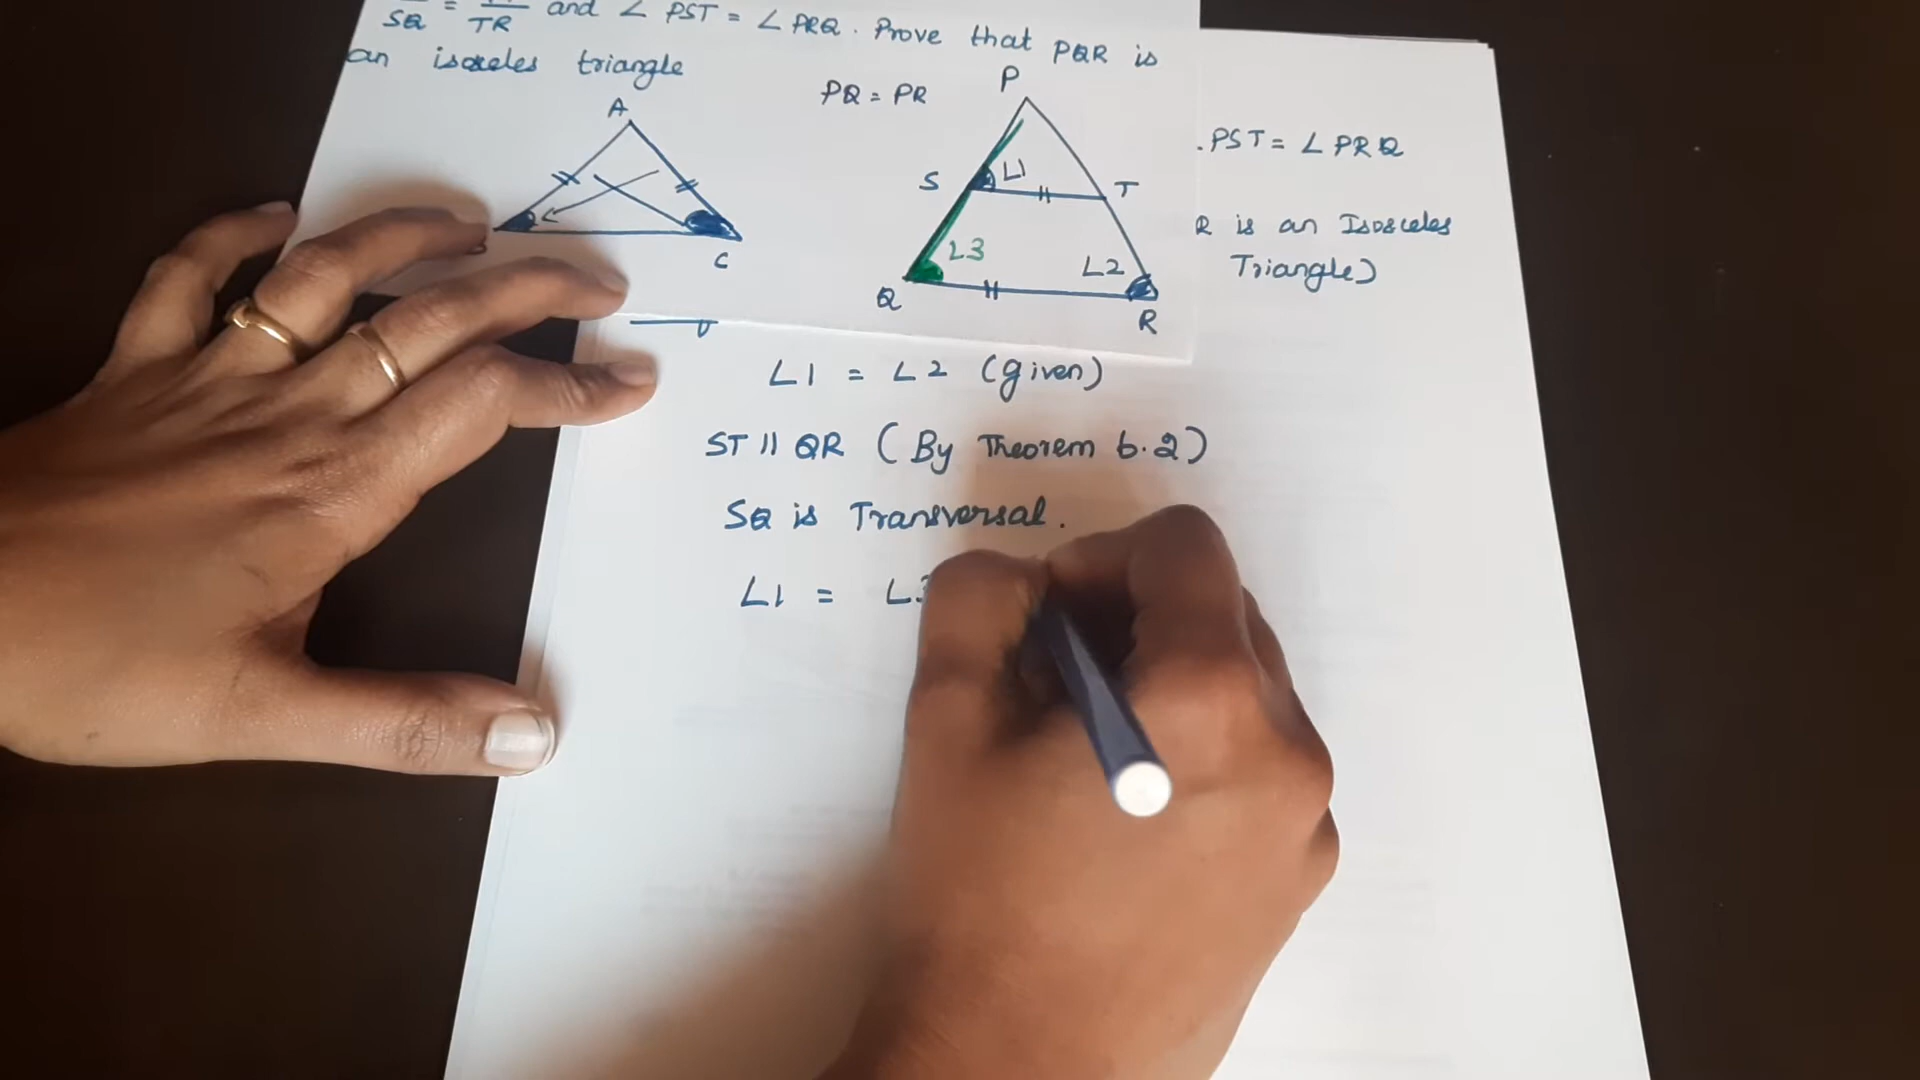 SQ = TR and ∠ PST = ∠ PRQ. Prove that PQR is
an isosceles triangle
A
C
PQ = PR
P
S
∠1
T
∠3
∠2
Q
R
.PST = ∠ PRQ
R is an Isosceles
Triangle)
∠1 = ∠2 (given)
ST || QR (By Theorem 6.2)
SQ is Transversal.
∠1 = ∠3